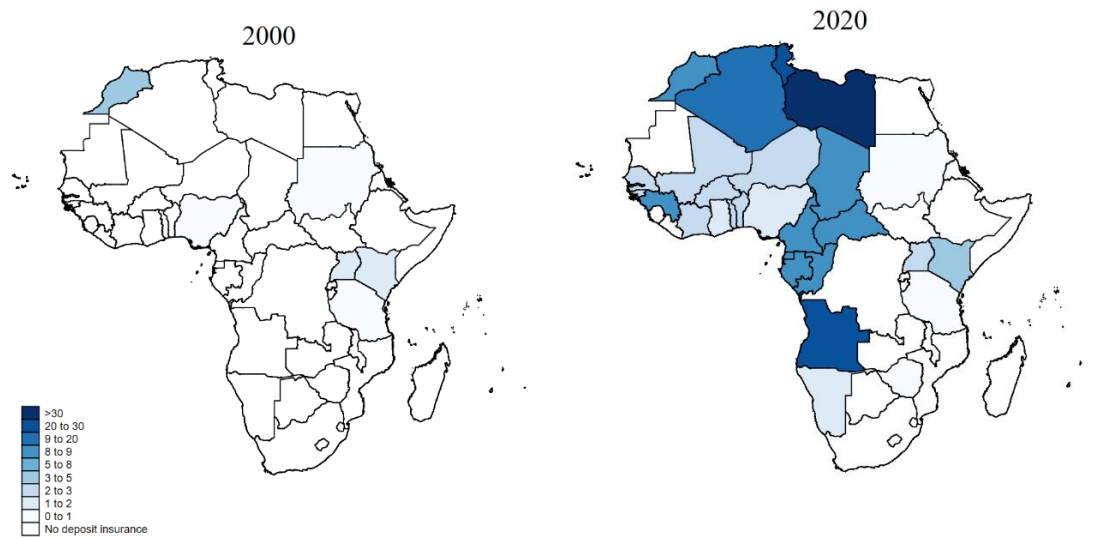 2000
2020
>30
20 to 30
9 to 20
8 to 9
5 to 8
3 to 5
2 to 3
1 to 2
0 to 1
No deposit insurance